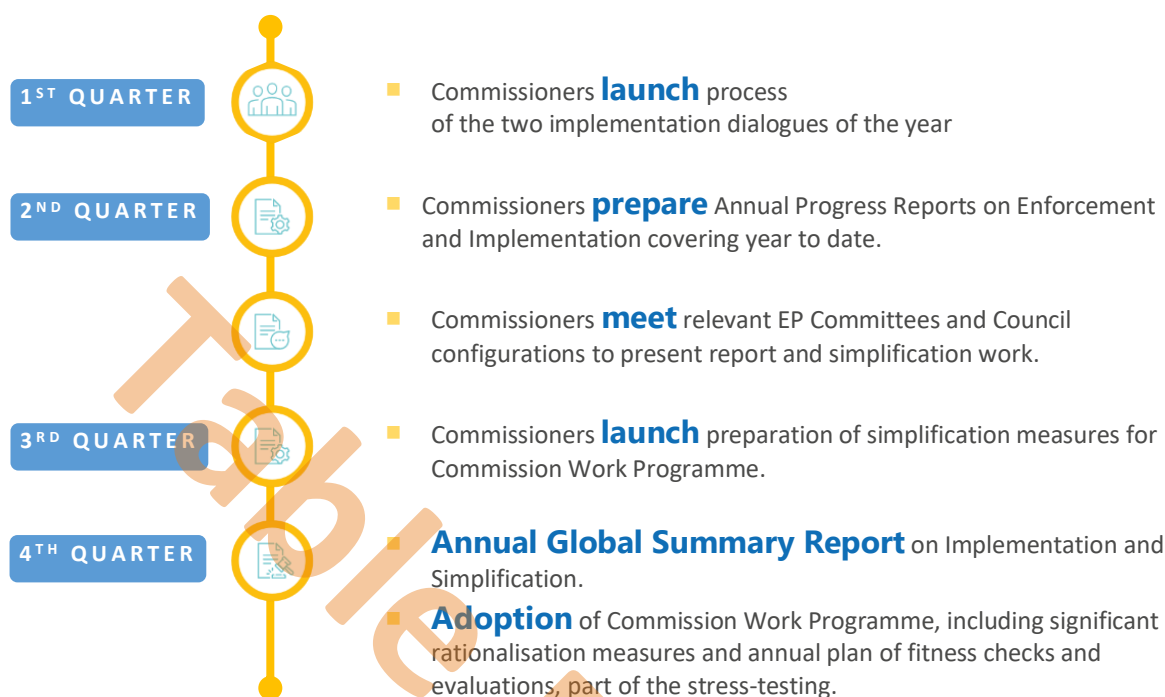 1ST QUARTER
Commissioners launch process
of the two implementation dialogues of the year
2ND QUARTER
Commissioners prepare Annual Progress Reports on Enforcement
and Implementation covering year to date.
Commissioners meet relevant EP Committees and Council
configurations to present report and simplification work.
3RD QUARTER
Commissioners launch preparation of simplification measures for
Commission Work Programme.
4TH QUARTER
Annual Global Summary Report on Implementation and
Simplification.
Adoption of Commission Work Programme, including significant
rationalisation measures and annual plan of fitness checks and
evaluations, part of the stress-testing.
Table